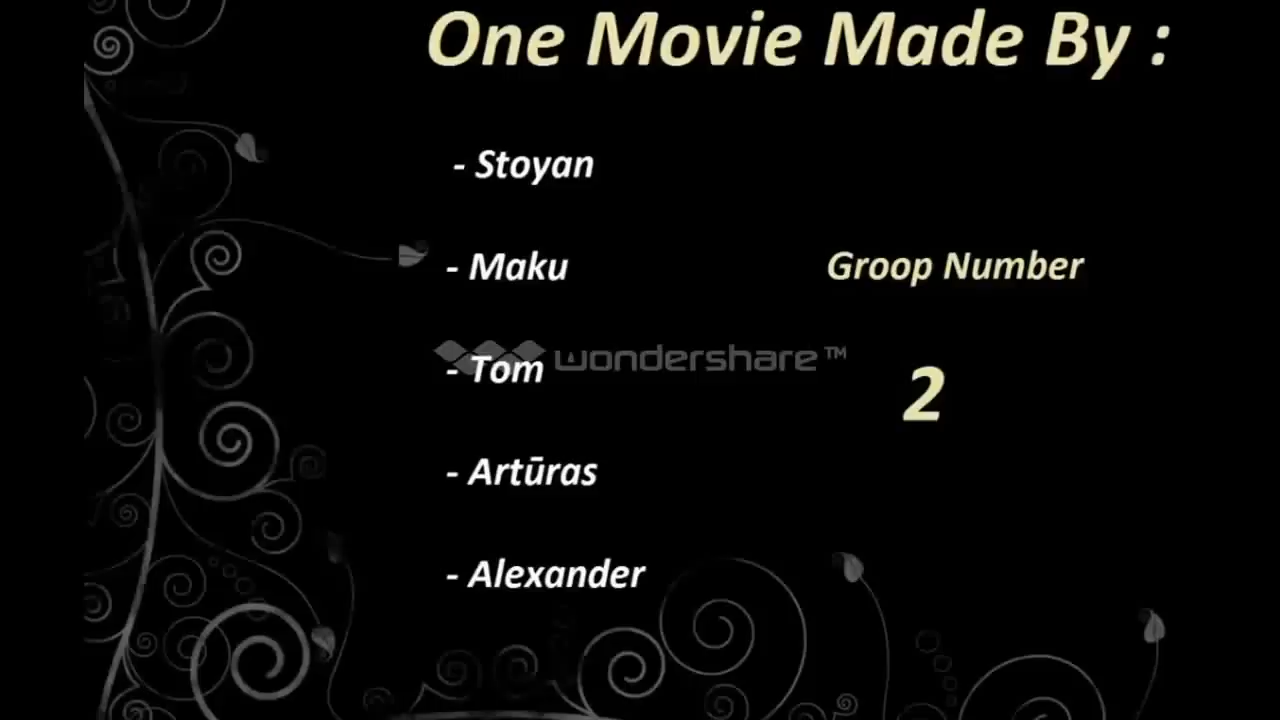 One Movie Made By :
- Stoyan
- Maku
Groop Number
- Tom
wondershare™
2
- Artūras
- Alexander